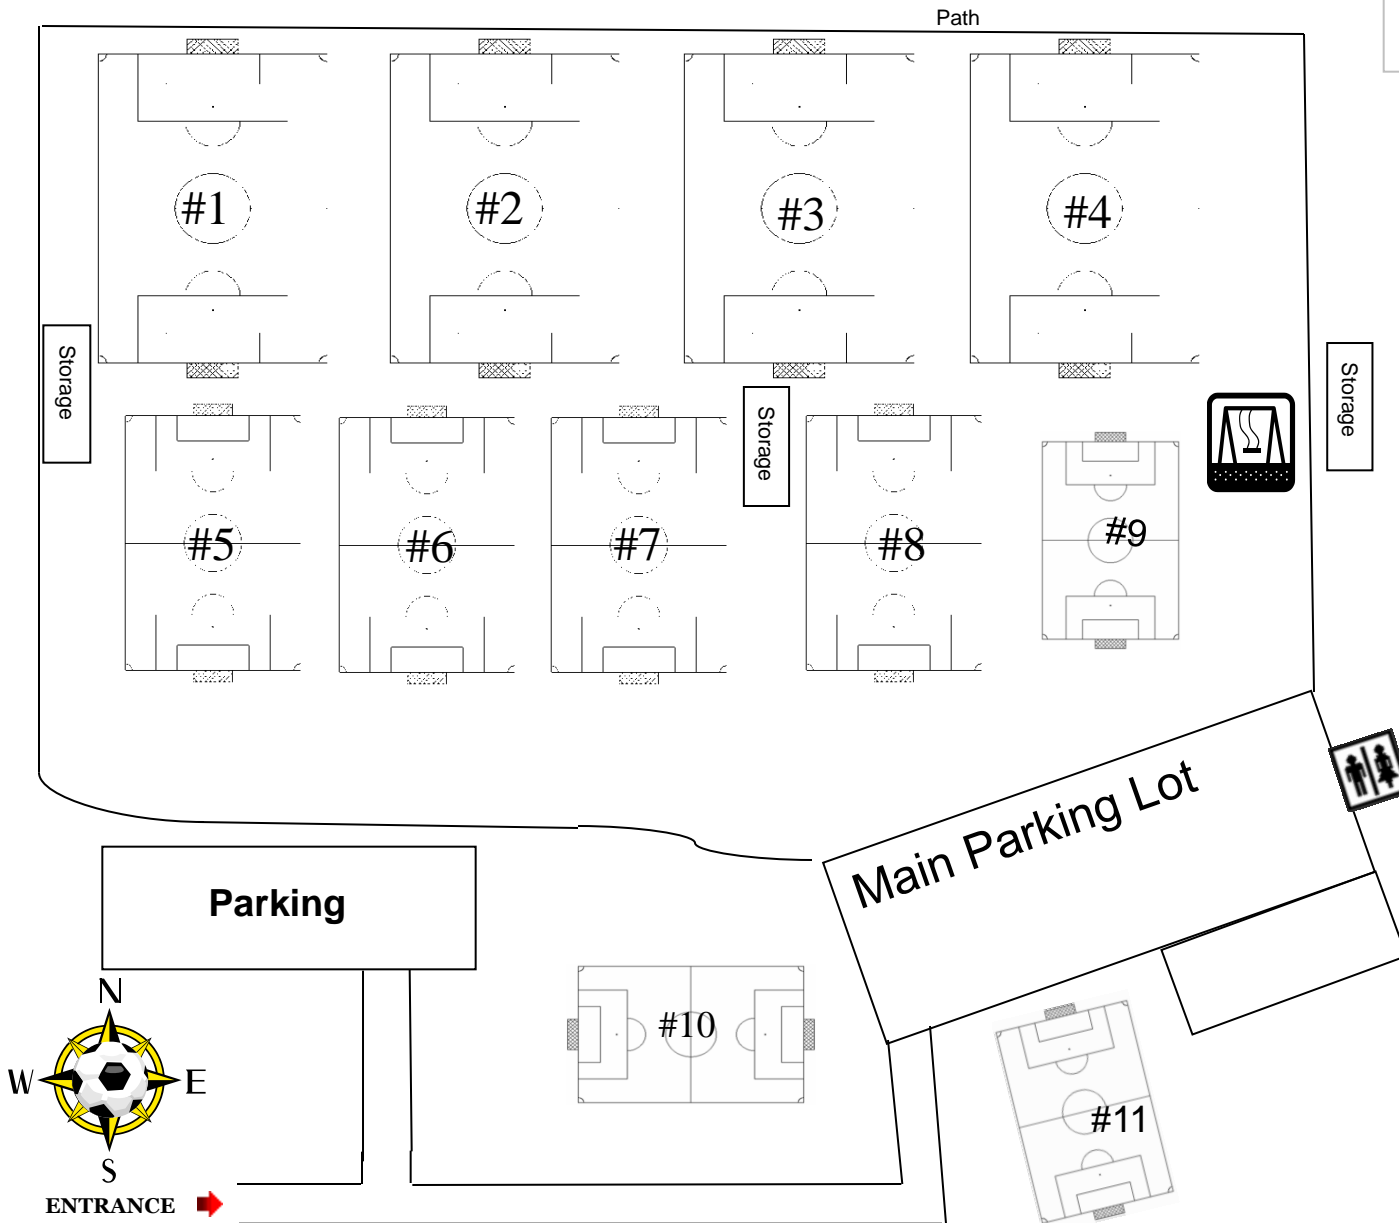 Path
#1
#2
#3
#4
Storage
Storage
Storage
#5
#6
#7
#8
#9
Main Parking Lot
Parking
N
W
E
S
#10
#11
ENTRANCE